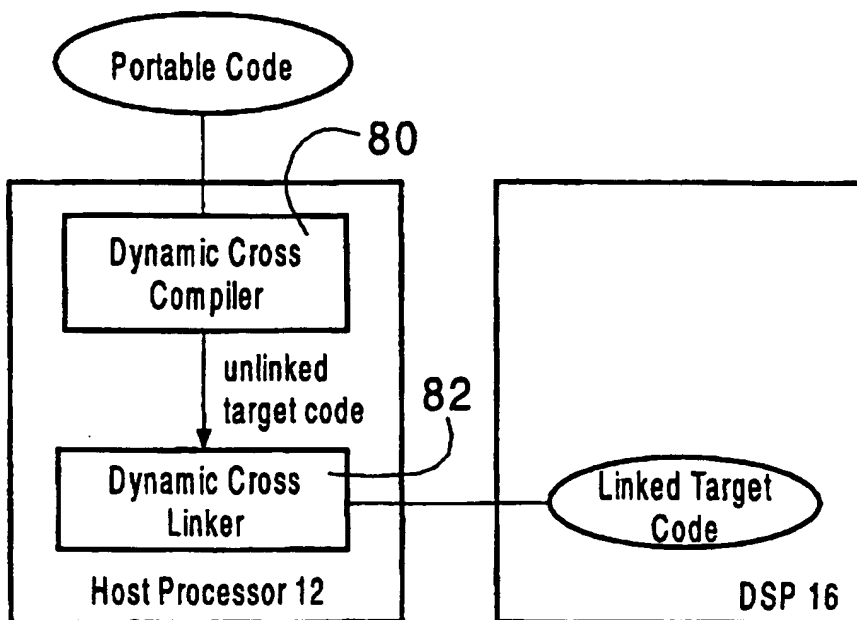 Portable Code
80
Dynamic Cross
Compiler
unlinked
target code
82
Dynamic Cross
Linker
Linked Target
Code
Host Processor 12
DSP 16